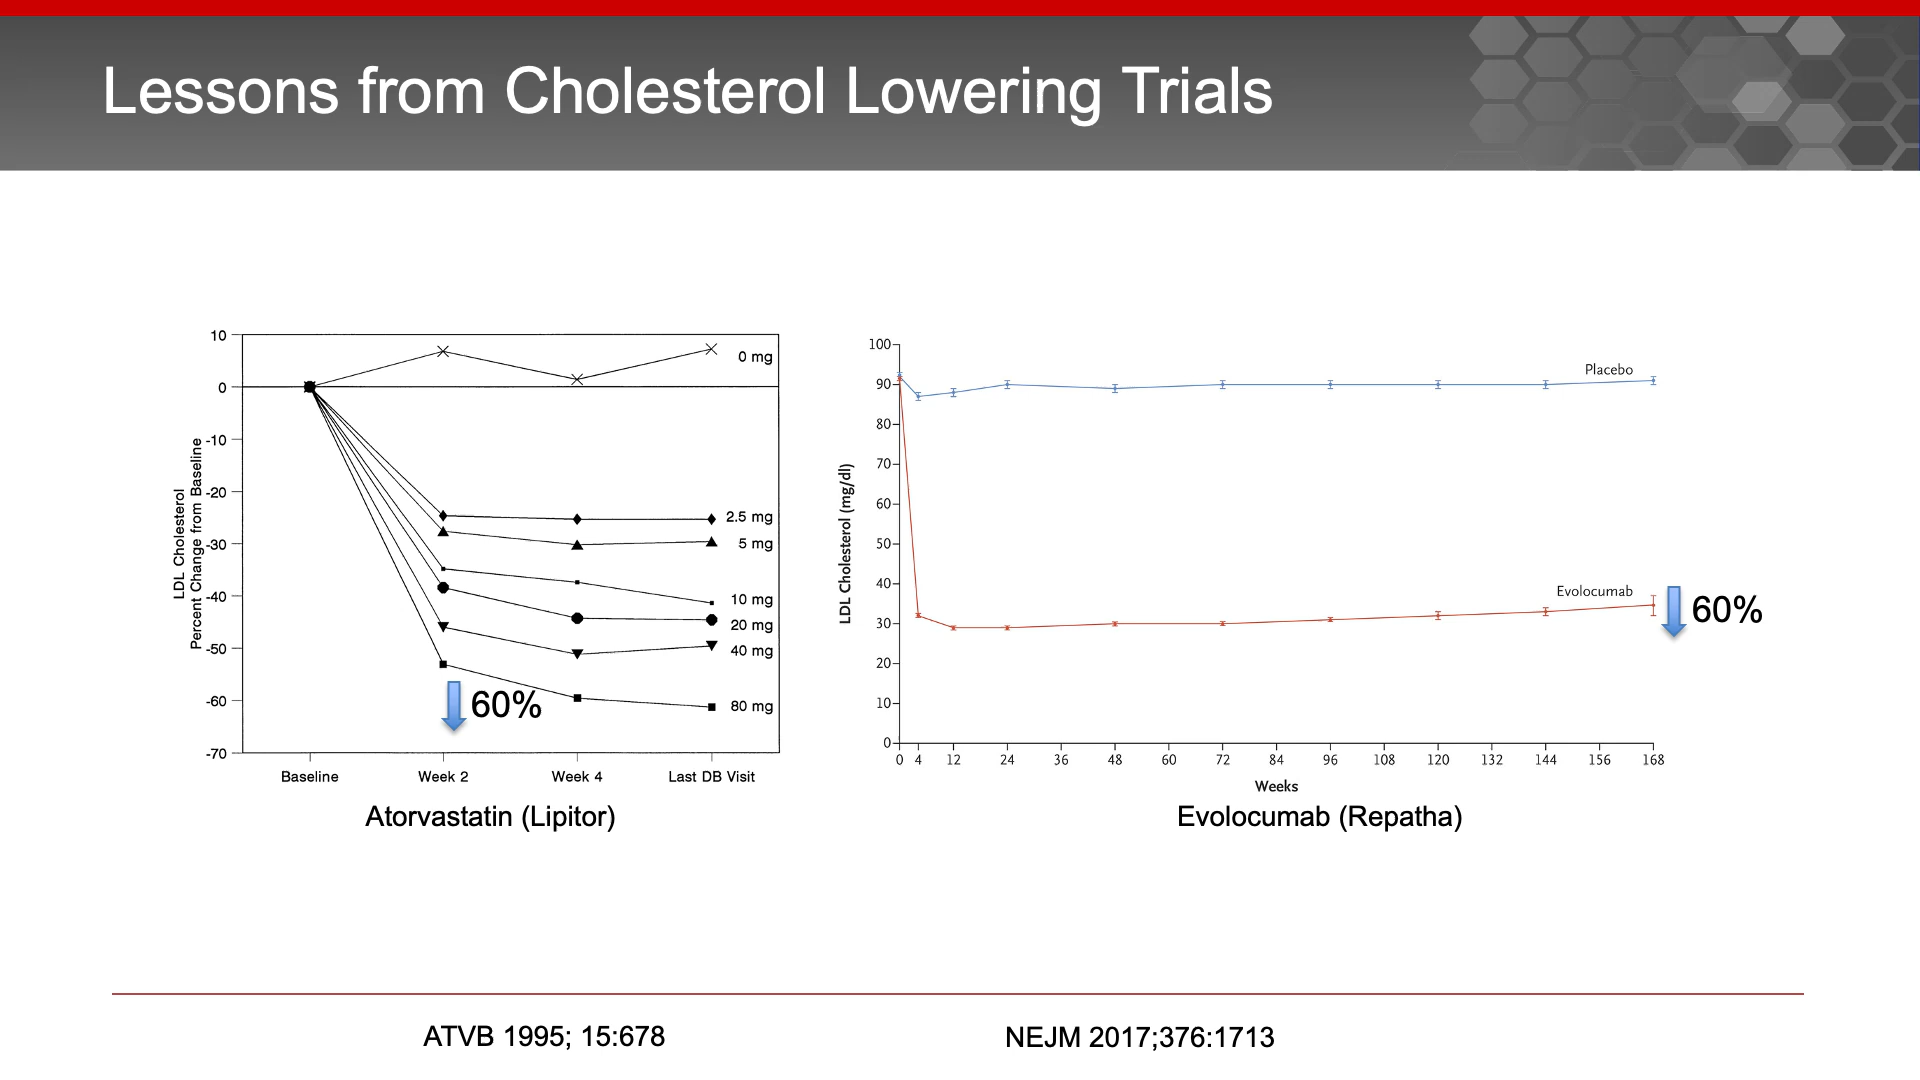 Lessons from Cholesterol Lowering Trials
LDL Cholesterol
Percent Change from Baseline
10
0
-10
-20
-30
-40
-50
-60
-70
0 mg
2.5 mg
5 mg
10 mg
20 mg
40 mg
80 mg
60%
Baseline Week 2 Week 4 Last DB Visit
Atorvastatin (Lipitor)
LDL Cholesterol (mg/dl)
100
90
80
70
60
50
40
30
20
10
0
Placebo
Evolocumab
60%
0 4 12 24 36 48 60 72 84 96 108 120 132 144 156 168
Weeks
Evolocumab (Repatha)
ATVB 1995; 15:678
NEJM 2017;376:1713